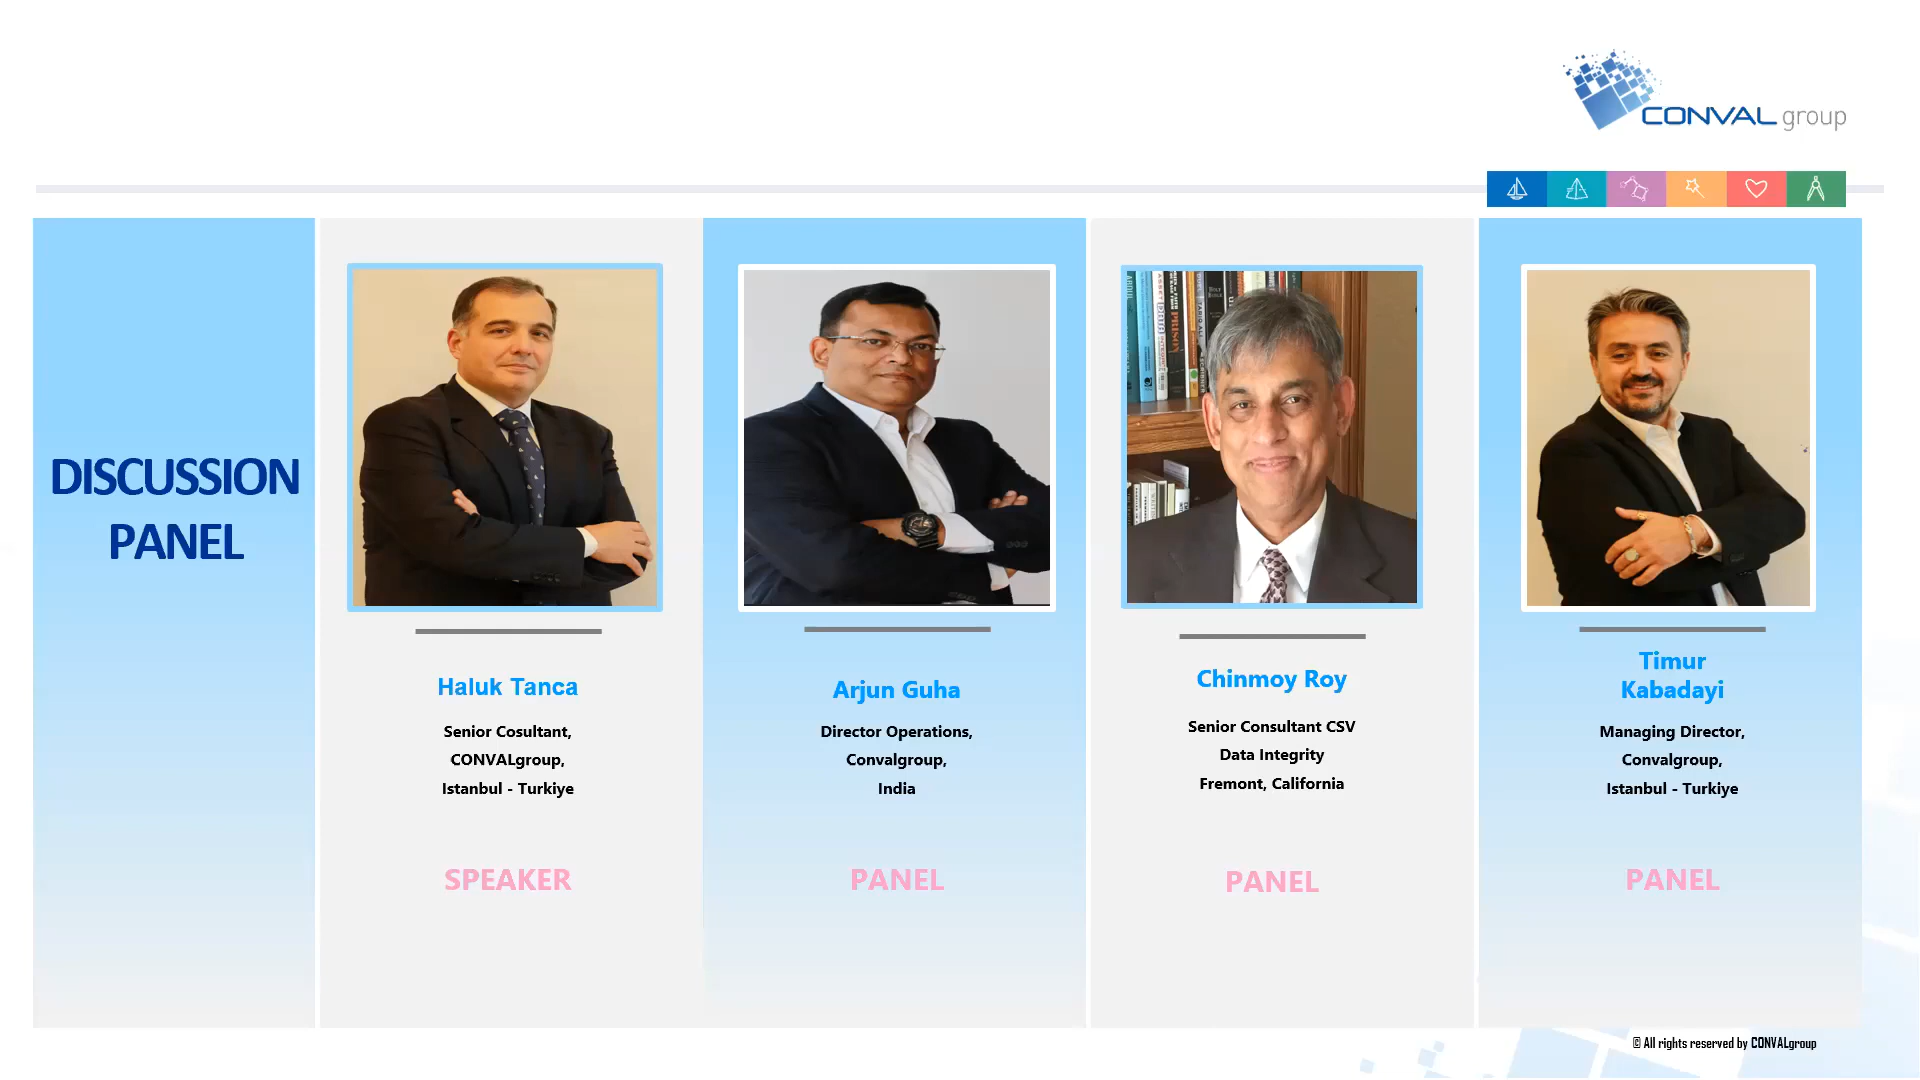 CONVAL group
DISCUSSION
PANEL
Haluk Tanca
Senior Cosultant,
CONVALgroup,
Istanbul - Turkiye
SPEAKER
Arjun Guha
Director Operations,
Convalgroup,
India
PANEL
Chinmoy Roy
Senior Consultant CSV
Data Integrity
Fremont, California
PANEL
Timur
Kabadayi
Managing Director,
Convalgroup,
Istanbul - Turkiye
PANEL
© All rights reserved by CONVALgroup